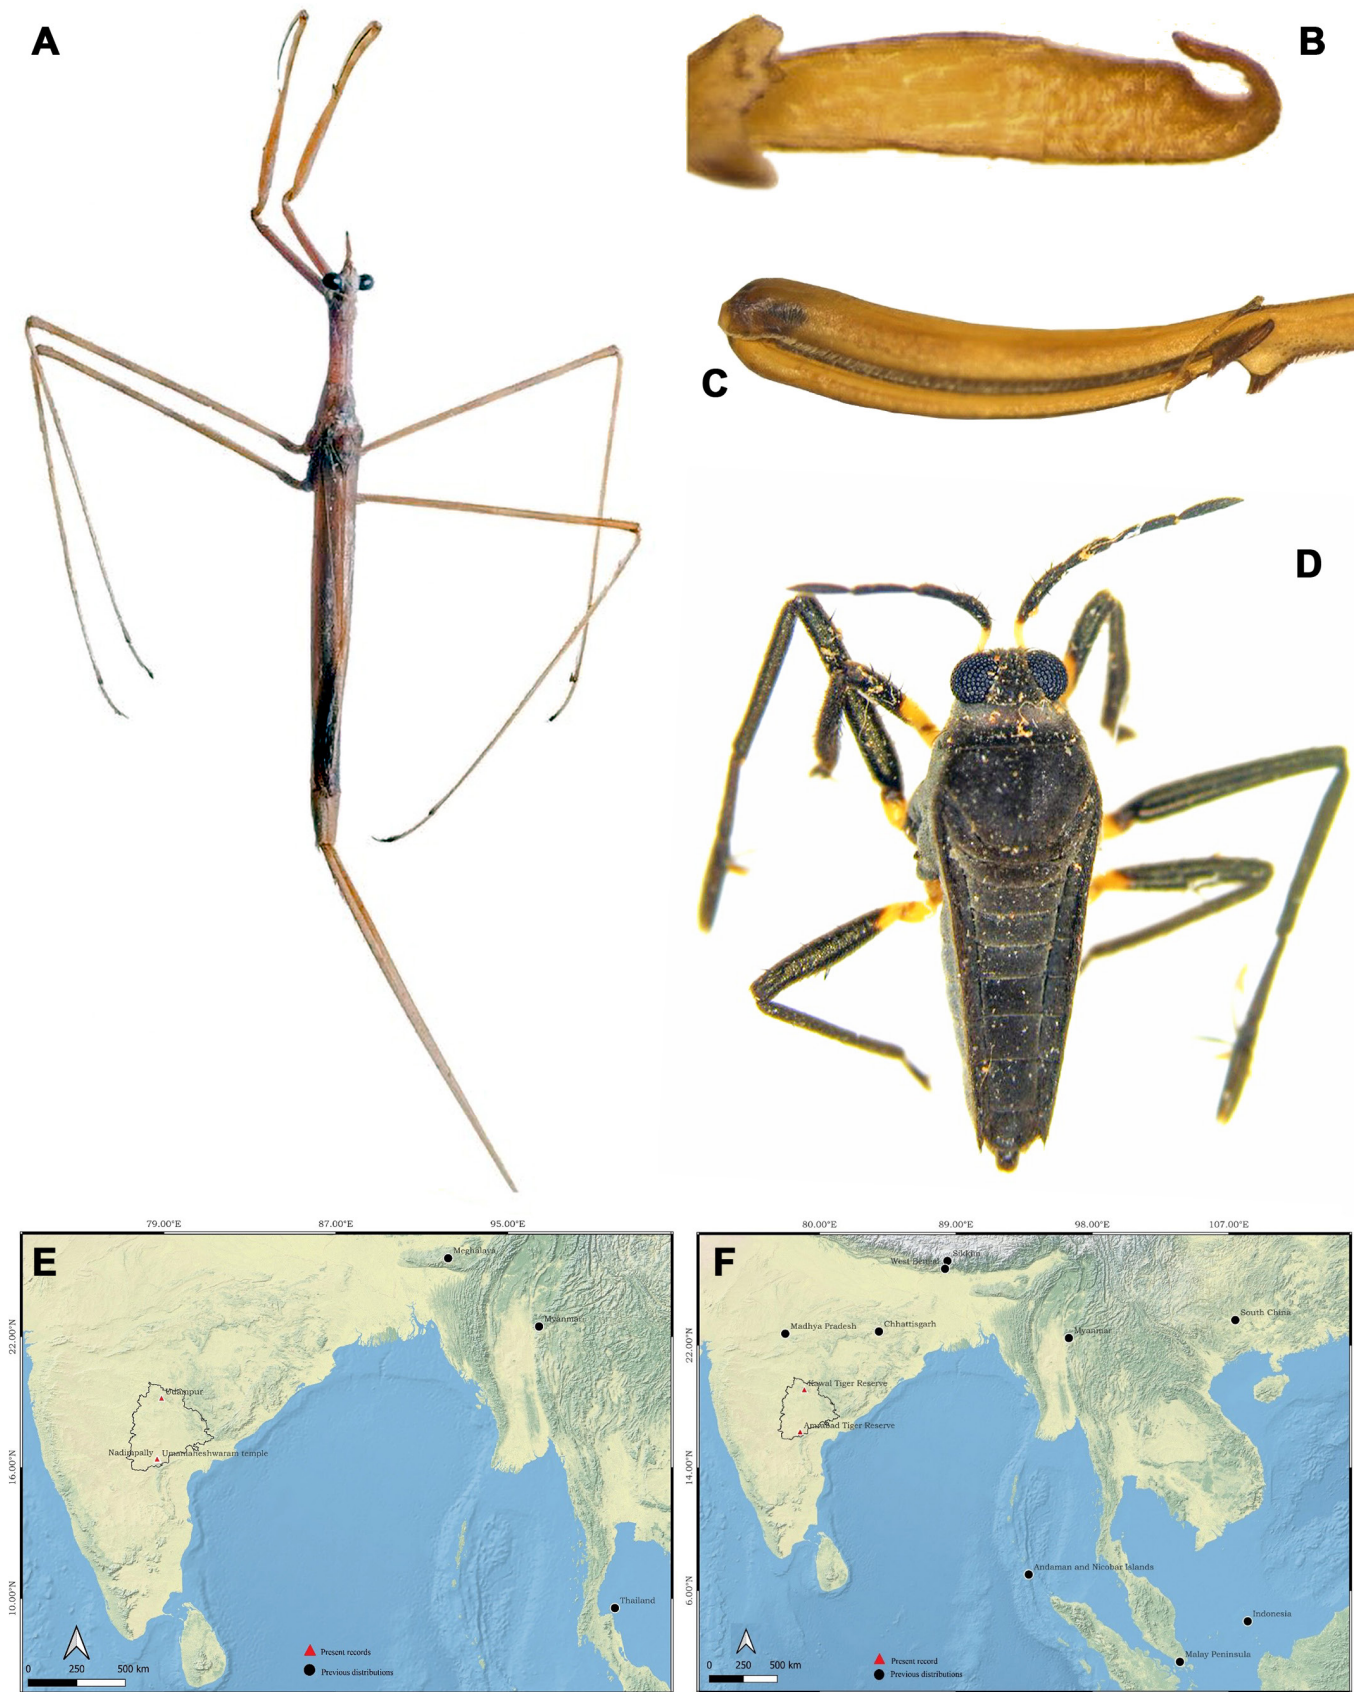 A
B
C
D
79.00°E 87.00°E 95.00°E
22.00°N
16.00°N
10.00°N
E
Meghalaya
Myanmar
Udampur
Nadimpally
Umamaheshwaram temple
Thailand
Present records
Previous distributions
0 250 500 km
80.00°E 89.00°E 98.00°E 107.00°E
22.00°N
14.00°N
6.00°N
F
Sikkim
West Bengal
South China
Madhya Pradesh
Chhattisgarh
Myanmar
Kawal Tiger Reserve
Amrabad Tiger Reserve
Andaman and Nicobar Islands
Indonesia
Malay Peninsula
Present record
Previous distributions
0 250 500 km